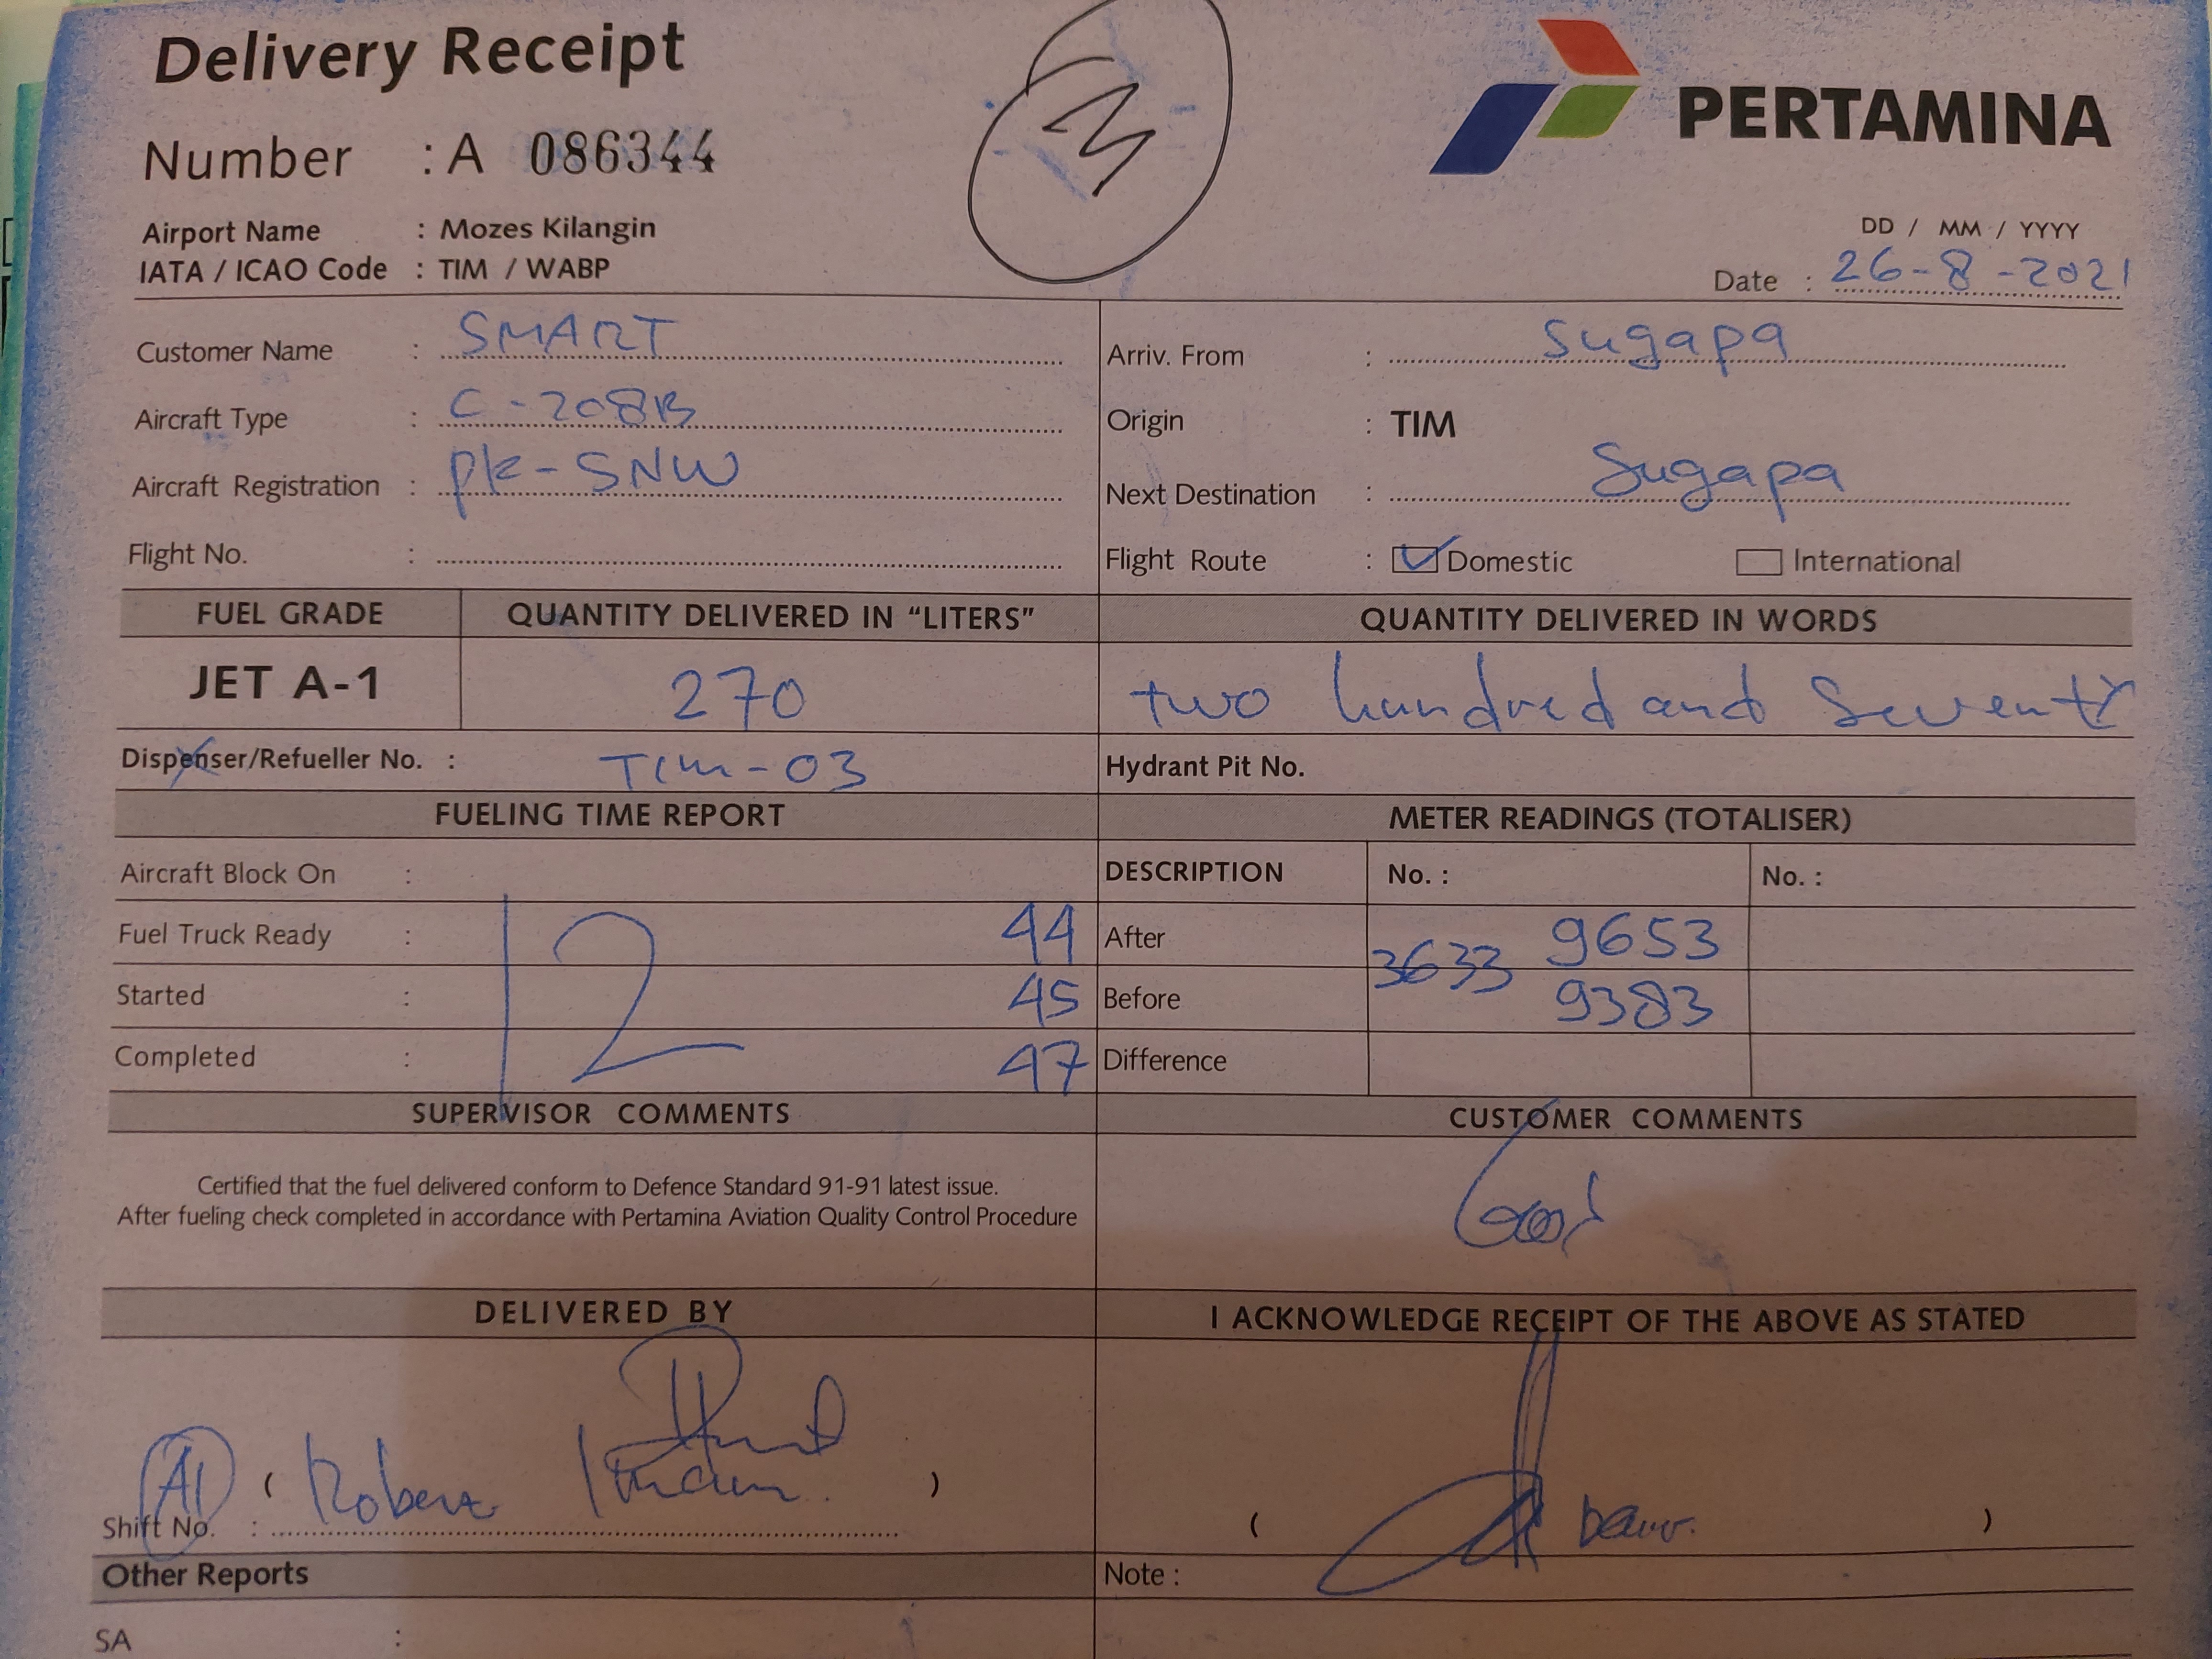 Delivery Receipt
PERTAMINA
Number : A 086344
3
Airport Name : Mozes Kilangin
IATA / ICAO Code : TIM / WABP
DD / MM / YYYY
Date : 26-8-2021
Customer Name : SMART
Arriv. From : Sugapa
Aircraft Type : C-208B
Origin : TIM
Aircraft Registration : PK-SNW
Next Destination : Sugapa
Flight No. :
Flight Route : Domestic International
FUEL GRADE QUANTITY DELIVERED IN "LITERS" QUANTITY DELIVERED IN WORDS
JET A-1 270 two hundred and Seventy
Dispenser/Refueller No. : TIM-03 Hydrant Pit No.
FUELING TIME REPORT METER READINGS (TOTALISER)
Aircraft Block On : DESCRIPTION No. : No. :
Fuel Truck Ready : 12 44 After 3633 9653
Started : 45 Before 9383
Completed : 47 Difference
SUPERVISOR COMMENTS CUSTOMER COMMENTS
Certified that the fuel delivered conform to Defence Standard 91-91 latest issue.
After fueling check completed in accordance with Pertamina Aviation Quality Control Procedure
Good
DELIVERED BY I ACKNOWLEDGE RECEIPT OF THE ABOVE AS STATED
A1 ( )
Shift No. :
( )
Other Reports Note :
SA :